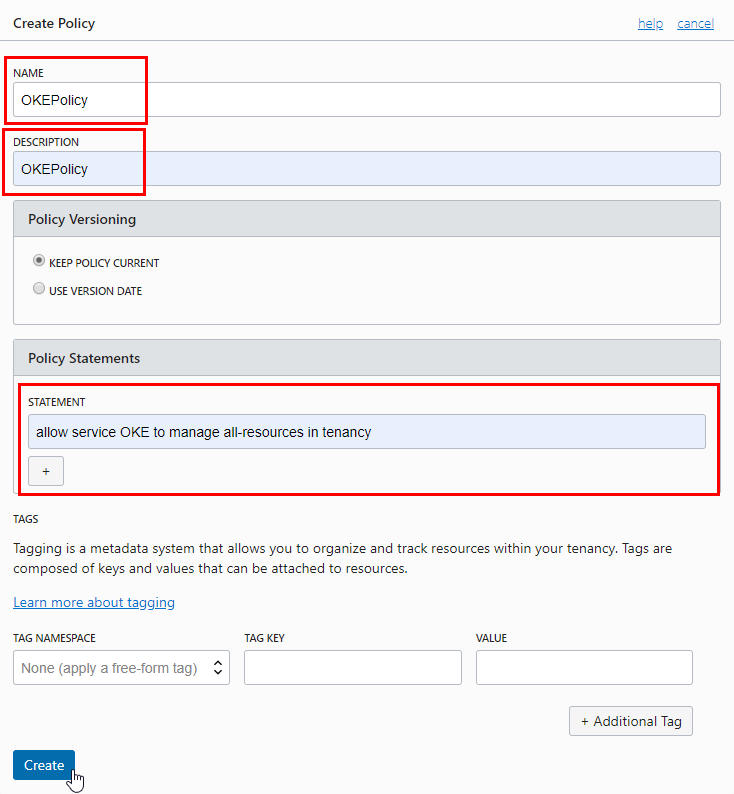 Create Policy
help cancel
NAME
OKEPolicy
DESCRIPTION
OKEPolicy
Policy Versioning
KEEP POLICY CURRENT
USE VERSION DATE
Policy Statements
STATEMENT
allow service OKE to manage all-resources in tenancy
+
TAGS
Tagging is a metadata system that allows you to organize and track resources within your tenancy. Tags are
composed of keys and values that can be attached to resources.
Learn more about tagging
TAG NAMESPACE TAG KEY VALUE
None (apply a free-form tag)
+ Additional Tag
Create